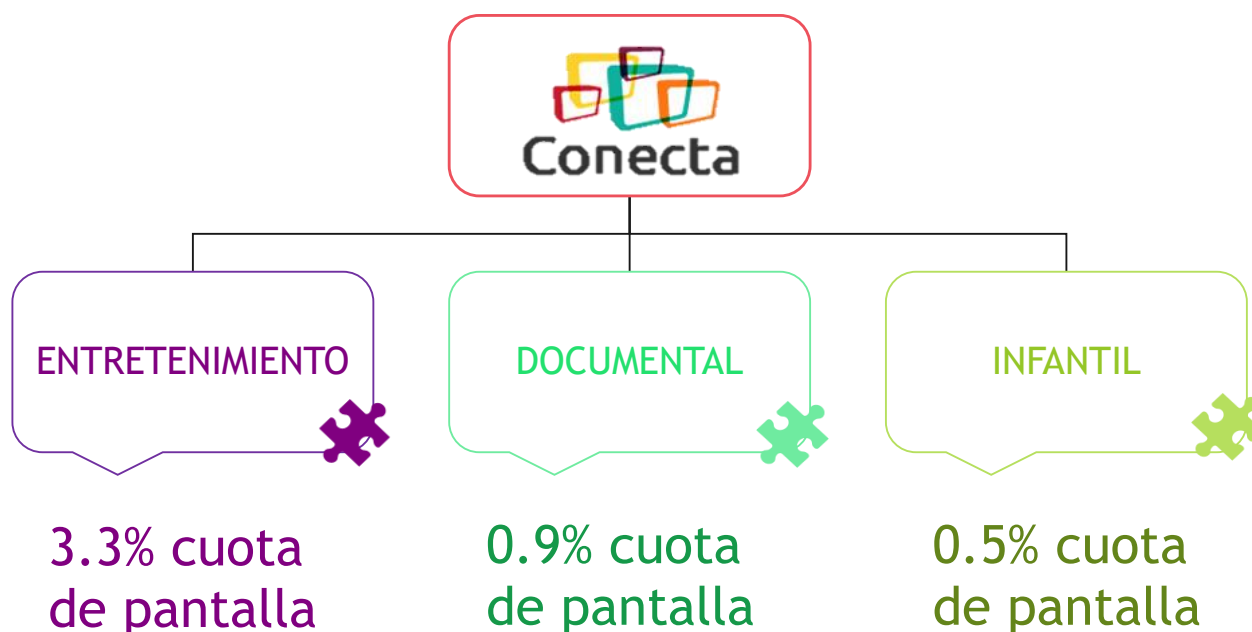 Conecta
ENTRETENIMIENTO
DOCUMENTAL
INFANTIL
3.3% cuota
de pantalla
0.9% cuota
de pantalla
0.5% cuota
de pantalla